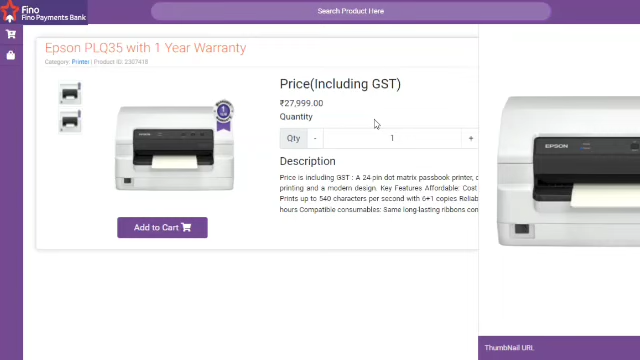 Fino
Fino Payments Bank
Search Product Here
Epson PLQ35 with 1 Year Warranty
Category: Printer | Product ID: 2307418
Price(Including GST)
₹27,999.00
Quantity
Qty - 1 +
Description
Price is including GST : A 24 pin dot matrix passbook printer,
printing and a modern design. Key Features Affordable: Cost
Prints up to 540 characters per second with 6+1 copies Reliab
hours Compatible consumables: Same long-lasting ribbons con
EPSON
EPSON
1
Add to Cart
ThumbNail URL